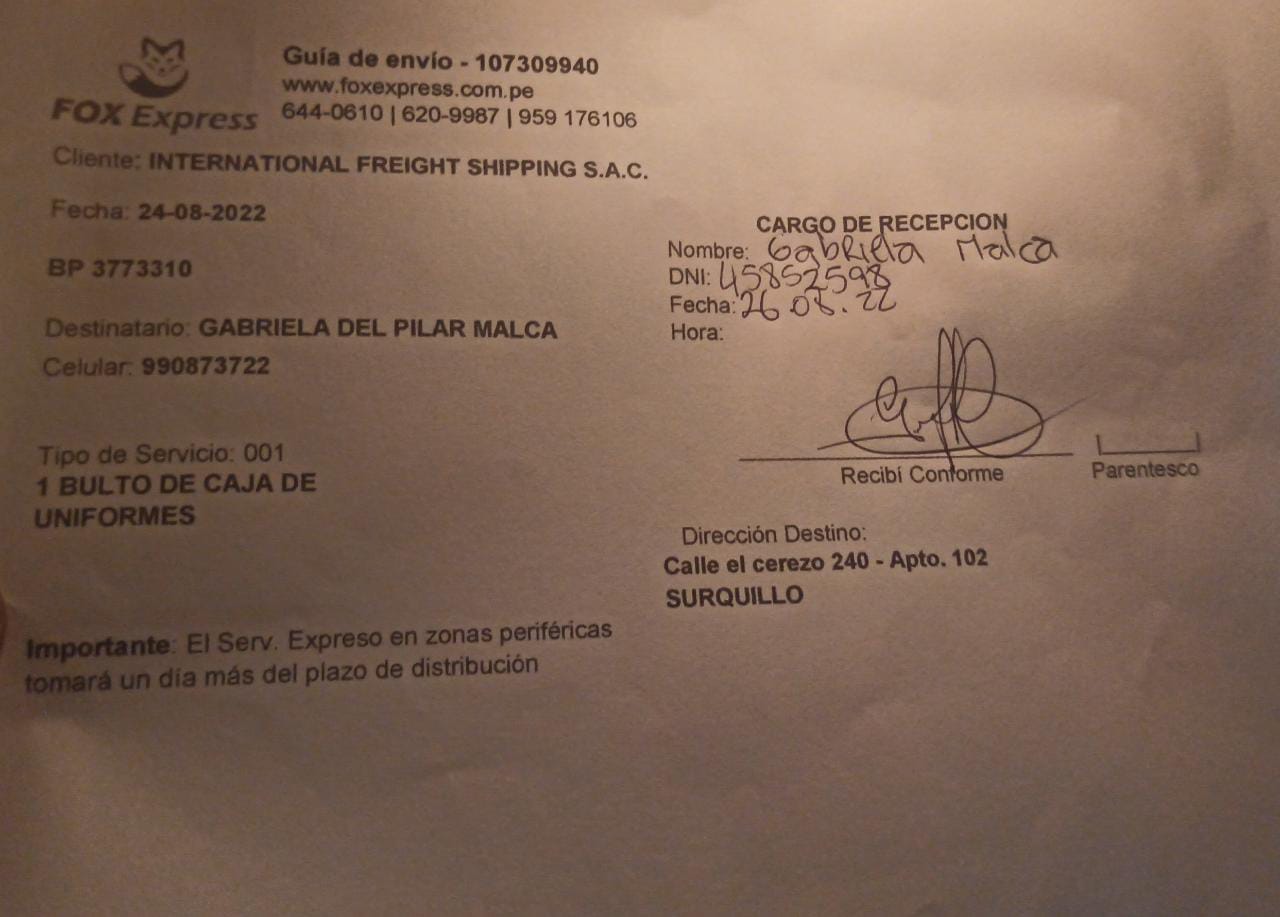 FOX Express
Guía de envío - 107309940
www.foxexpress.com.pe
644-0610 | 620-9987 | 959 176106
Cliente: INTERNATIONAL FREIGHT SHIPPING S.A.C.
Fecha: 24-08-2022
BP 3773310
Destinatario: GABRIELA DEL PILAR MALCA
Celular: 990873722
Tipo de Servicio: 001
1 BULTO DE CAJA DE
UNIFORMES
Importante: El Serv. Expreso en zonas periféricas
tomará un día más del plazo de distribución
CARGO DE RECEPCION
Nombre: Gabriela Malca
DNI: 45852598
Fecha: 26.08.22
Hora:
Recibí Conforme
Parentesco
Dirección Destino:
Calle el cerezo 240 - Apto. 102
SURQUILLO